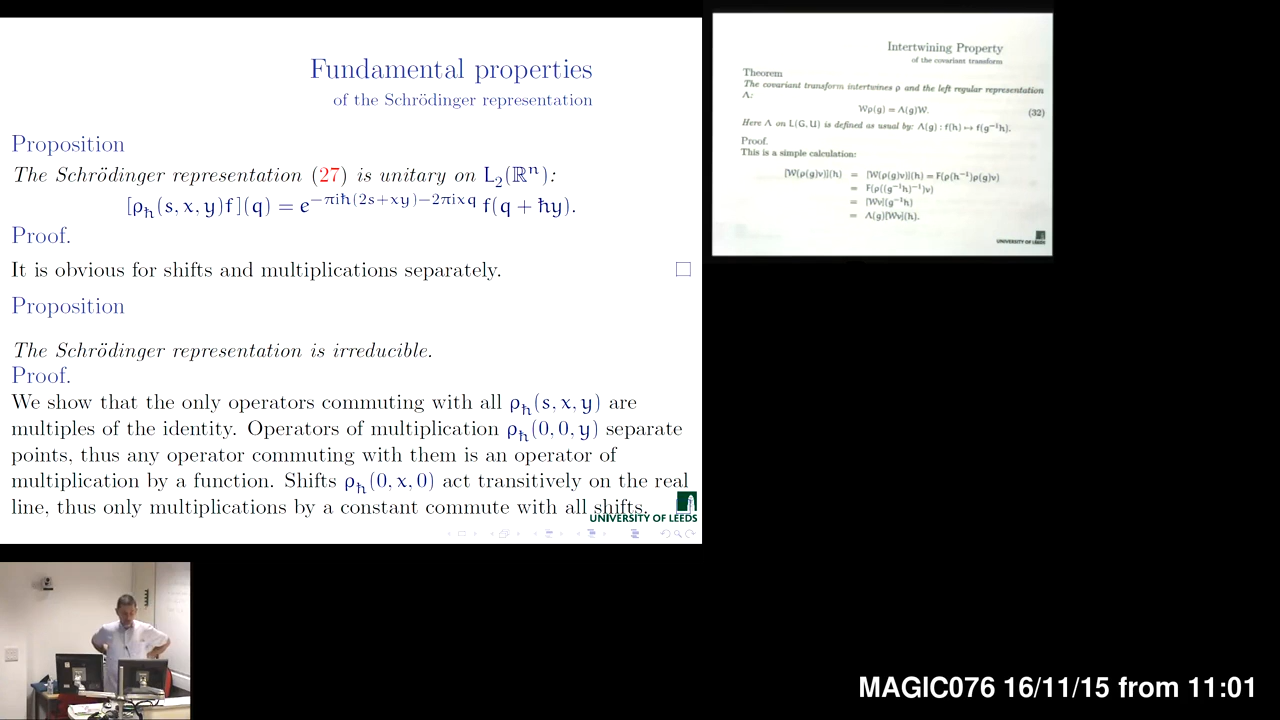 Fundamental properties
of the Schrödinger representation
Proposition
The Schrödinger representation (27) is unitary on L₂(ℝⁿ):
[ρ_ħ(s, x, y)f](q) = e^{−πiħ(2s+xy)−2πixq} f(q + ħy).
Proof.
It is obvious for shifts and multiplications separately. □
Proposition
The Schrödinger representation is irreducible.
Proof.
We show that the only operators commuting with all ρ_ħ(s, x, y) are
multiples of the identity. Operators of multiplication ρ_ħ(0, 0, y) separate
points, thus any operator commuting with them is an operator of
multiplication by a function. Shifts ρ_ħ(0, x, 0) act transitively on the real
line, thus only multiplications by a constant commute with all shifts.
UNIVERSITY OF LEEDS
Intertwining Property
of the covariant transform
Theorem
The covariant transform intertwines ρ and the left regular representation
Λ:
Wρ(g) = Λ(g)W. (32)
Here Λ on L(G, U) is defined as usual by: Λ(g) : f(h) ↦ f(g⁻¹h).
Proof.
This is a simple calculation:
[W(ρ(g)v)](h) = [W(ρ(g)v)](h) = F(ρ(h⁻¹)ρ(g)v)
= F(ρ((g⁻¹h)⁻¹)v)
= [Wv](g⁻¹h)
= Λ(g)[Wv](h).
UNIVERSITY OF LEEDS
MAGIC076 16/11/15 from 11:01